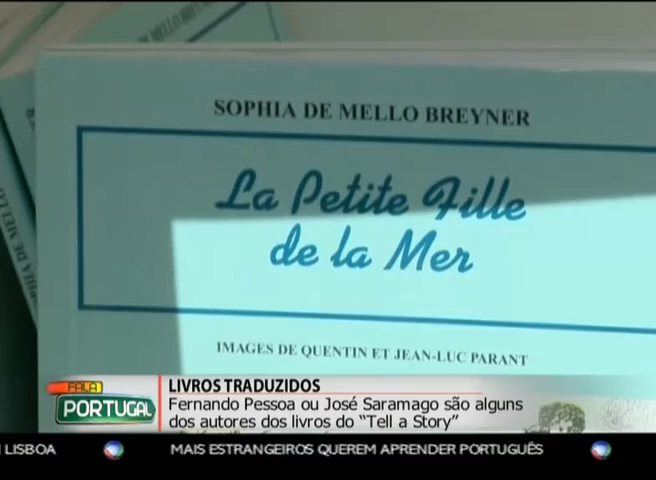 SOPHIA DE MELLO BREYNER
La Petite Fille
de la Mer
IMAGES DE QUENTIN ET JEAN-LUC PARANT
FALA
PORTUGAL
LIVROS TRADUZIDOS
Fernando Pessoa ou José Saramago são alguns
dos autores dos livros do “Tell a Story”
LISBOA
MAIS ESTRANGEIROS QUEREM APRENDER PORTUGUÊS